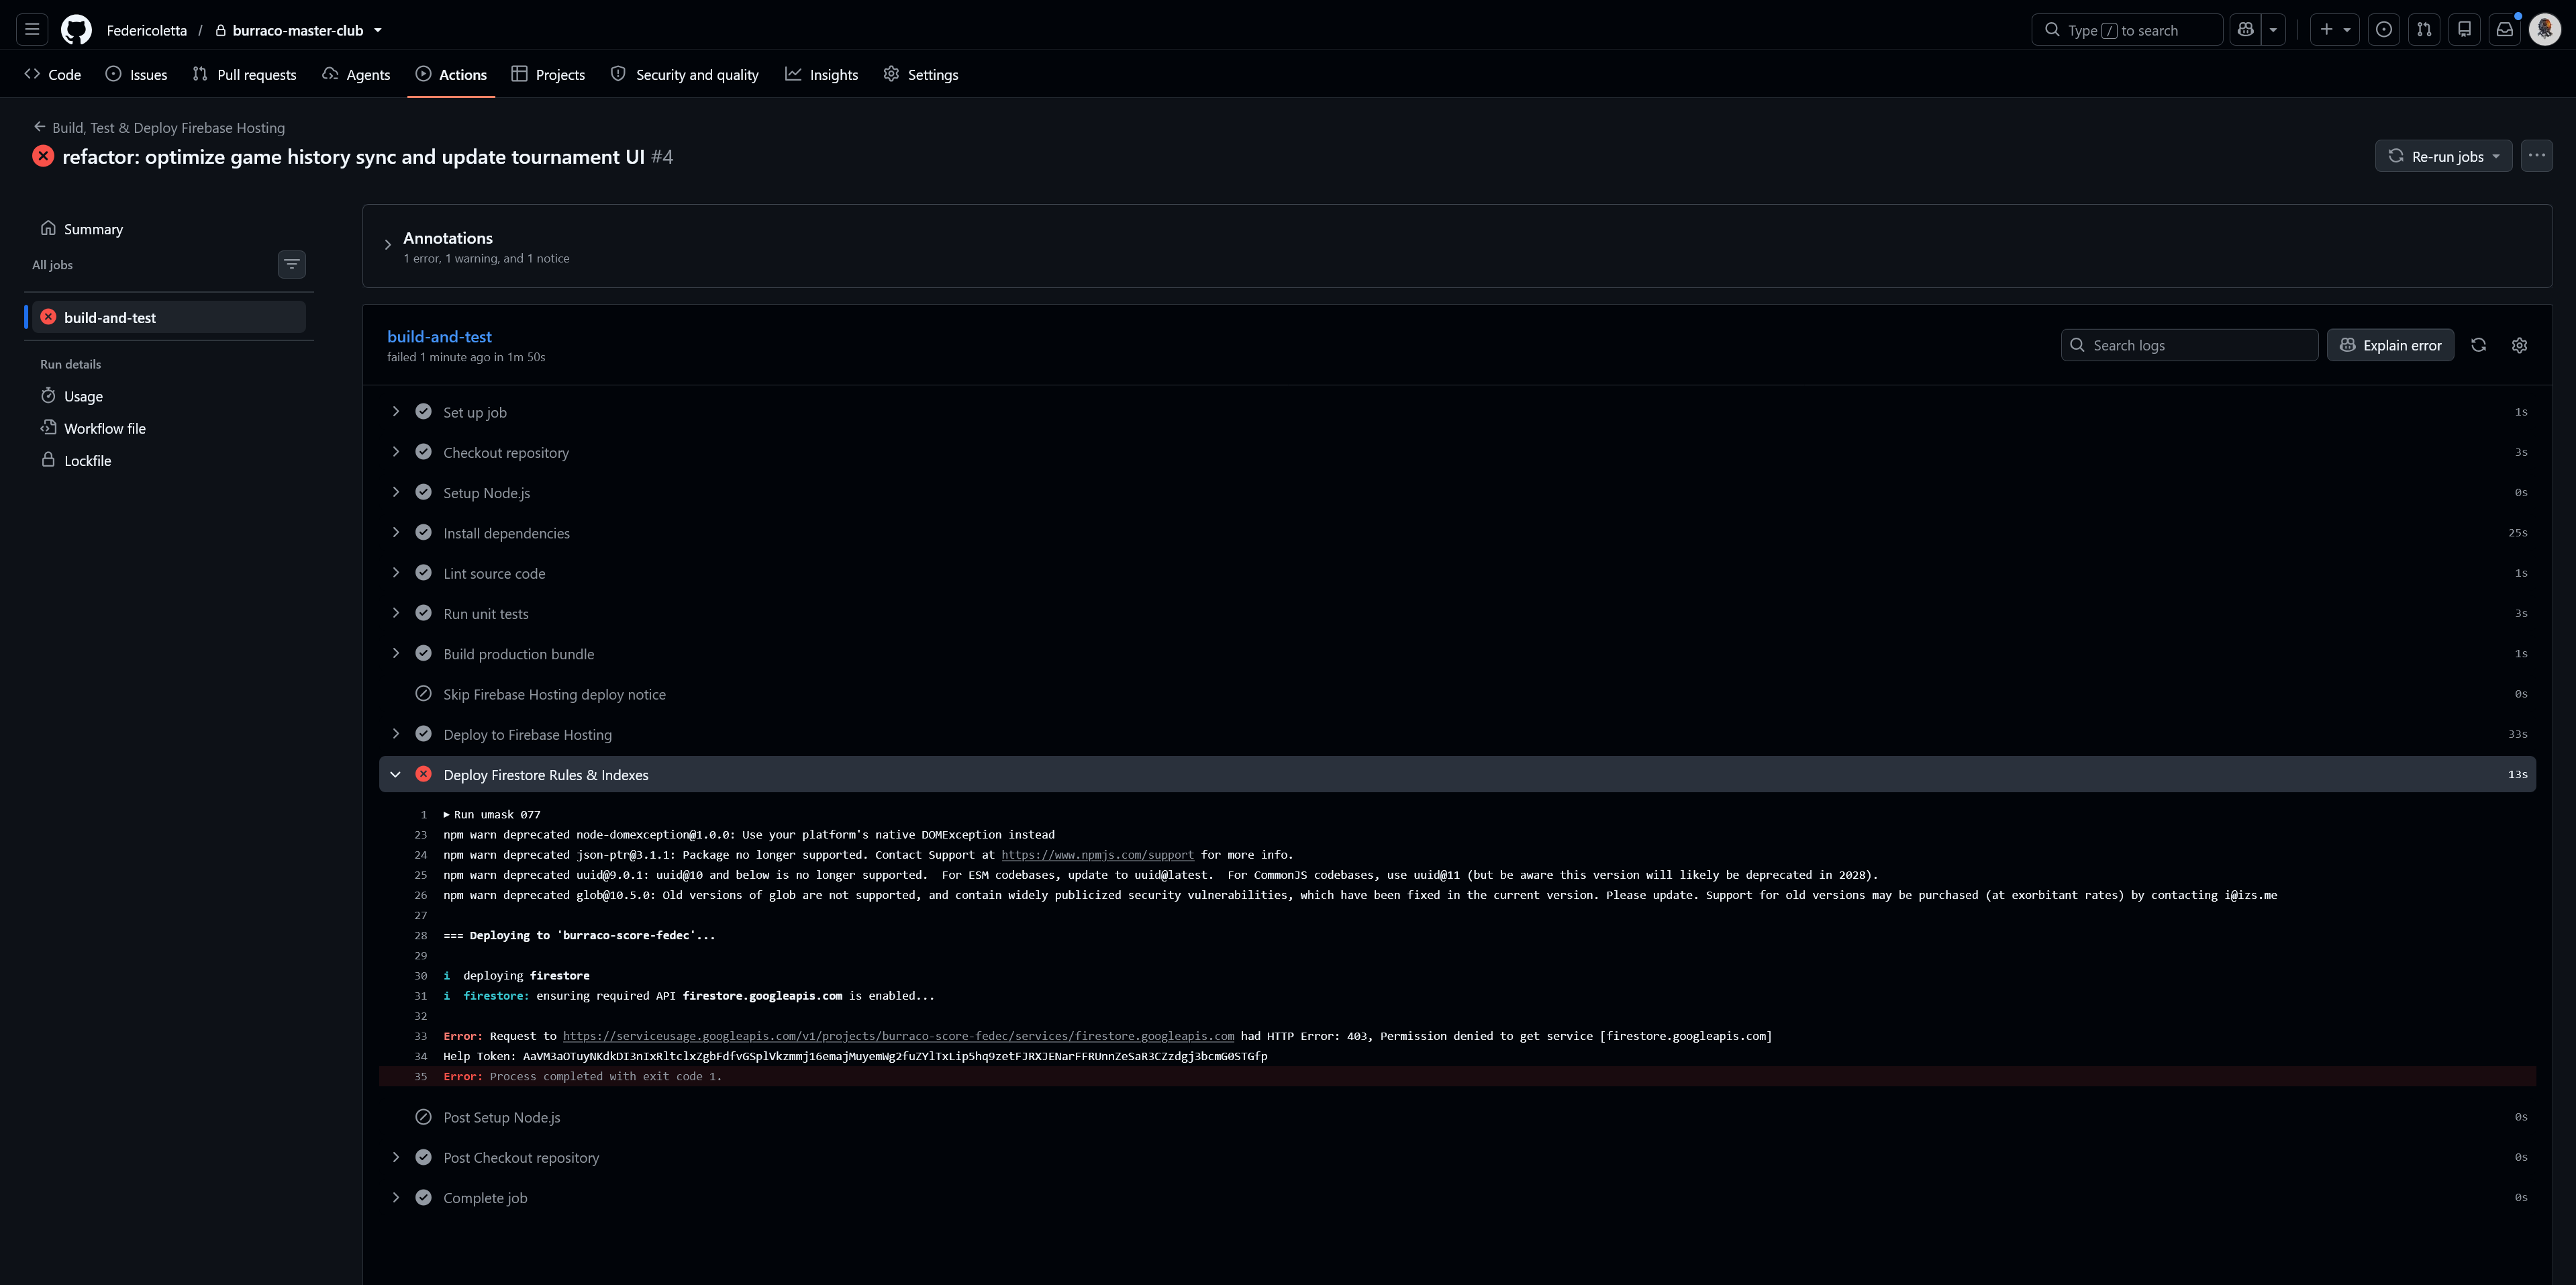 Federicoletta / burraco-master-club
Type / to search
Code Issues Pull requests Agents Actions Projects Security and quality Insights Settings
Build, Test & Deploy Firebase Hosting
refactor: optimize game history sync and update tournament UI #4
Re-run jobs
Summary
All jobs
build-and-test
Run details
Usage
Workflow file
Lockfile
Annotations
1 error, 1 warning, and 1 notice
build-and-test
failed 1 minute ago in 1m 50s
Search logs
Explain error
Set up job 1s
Checkout repository 3s
Setup Node.js 0s
Install dependencies 25s
Lint source code 1s
Run unit tests 3s
Build production bundle 1s
Skip Firebase Hosting deploy notice 0s
Deploy to Firebase Hosting 33s
Deploy Firestore Rules & Indexes 13s
1 Run umask 077
23 npm warn deprecated node-domexception@1.0.0: Use your platform's native DOMException instead
24 npm warn deprecated json-ptr@3.1.1: Package no longer supported. Contact Support at https://www.npmjs.com/support for more info.
25 npm warn deprecated uuid@9.0.1: uuid@10 and below is no longer supported.  For ESM codebases, update to uuid@latest.  For CommonJS codebases, use uuid@11 (but be aware this version will likely be deprecated in 2028).
26 npm warn deprecated glob@10.5.0: Old versions of glob are not supported, and contain widely publicized security vulnerabilities, which have been fixed in the current version. Please update. Support for old versions may be purchased (at exorbitant rates) by contacting i@izs.me
27
28 === Deploying to 'burraco-score-fedec'...
29
30 i  deploying firestore
31 i  firestore: ensuring required API firestore.googleapis.com is enabled...
32
33 Error: Request to https://serviceusage.googleapis.com/v1/projects/burraco-score-fedec/services/firestore.googleapis.com had HTTP Error: 403, Permission denied to get service [firestore.googleapis.com]
34 Help Token: AaVM3aOTuyNKdkDI3nIxRltclxZgbFdfvGSplVkzmmj16emajMuyemWg2fuZYlTxLip5hq9zetFJRXJENarFFRUnnZeSaR3CZzdgj3bcmG0STGfp
35 Error: Process completed with exit code 1.
Post Setup Node.js 0s
Post Checkout repository 0s
Complete job 0s